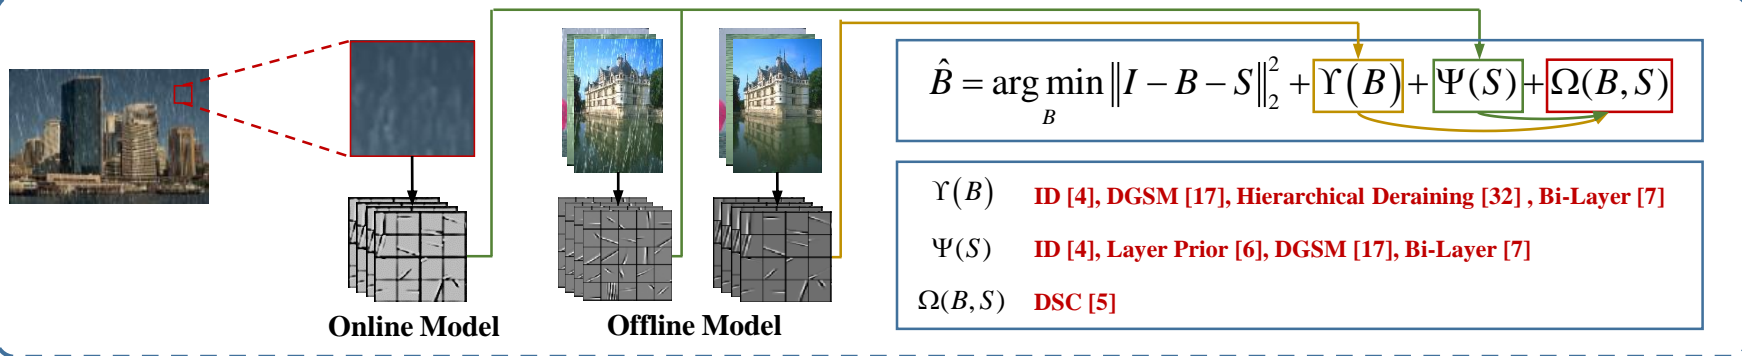 B̂ = arg min_B ‖I − B − S‖₂² + ϒ(B) + Ψ(S) + Ω(B, S)
ϒ(B) ID [4], DGSM [17], Hierarchical Deraining [32] , Bi-Layer [7]
Ψ(S) ID [4], Layer Prior [6], DGSM [17], Bi-Layer [7]
Ω(B, S) DSC [5]
Online Model
Offline Model